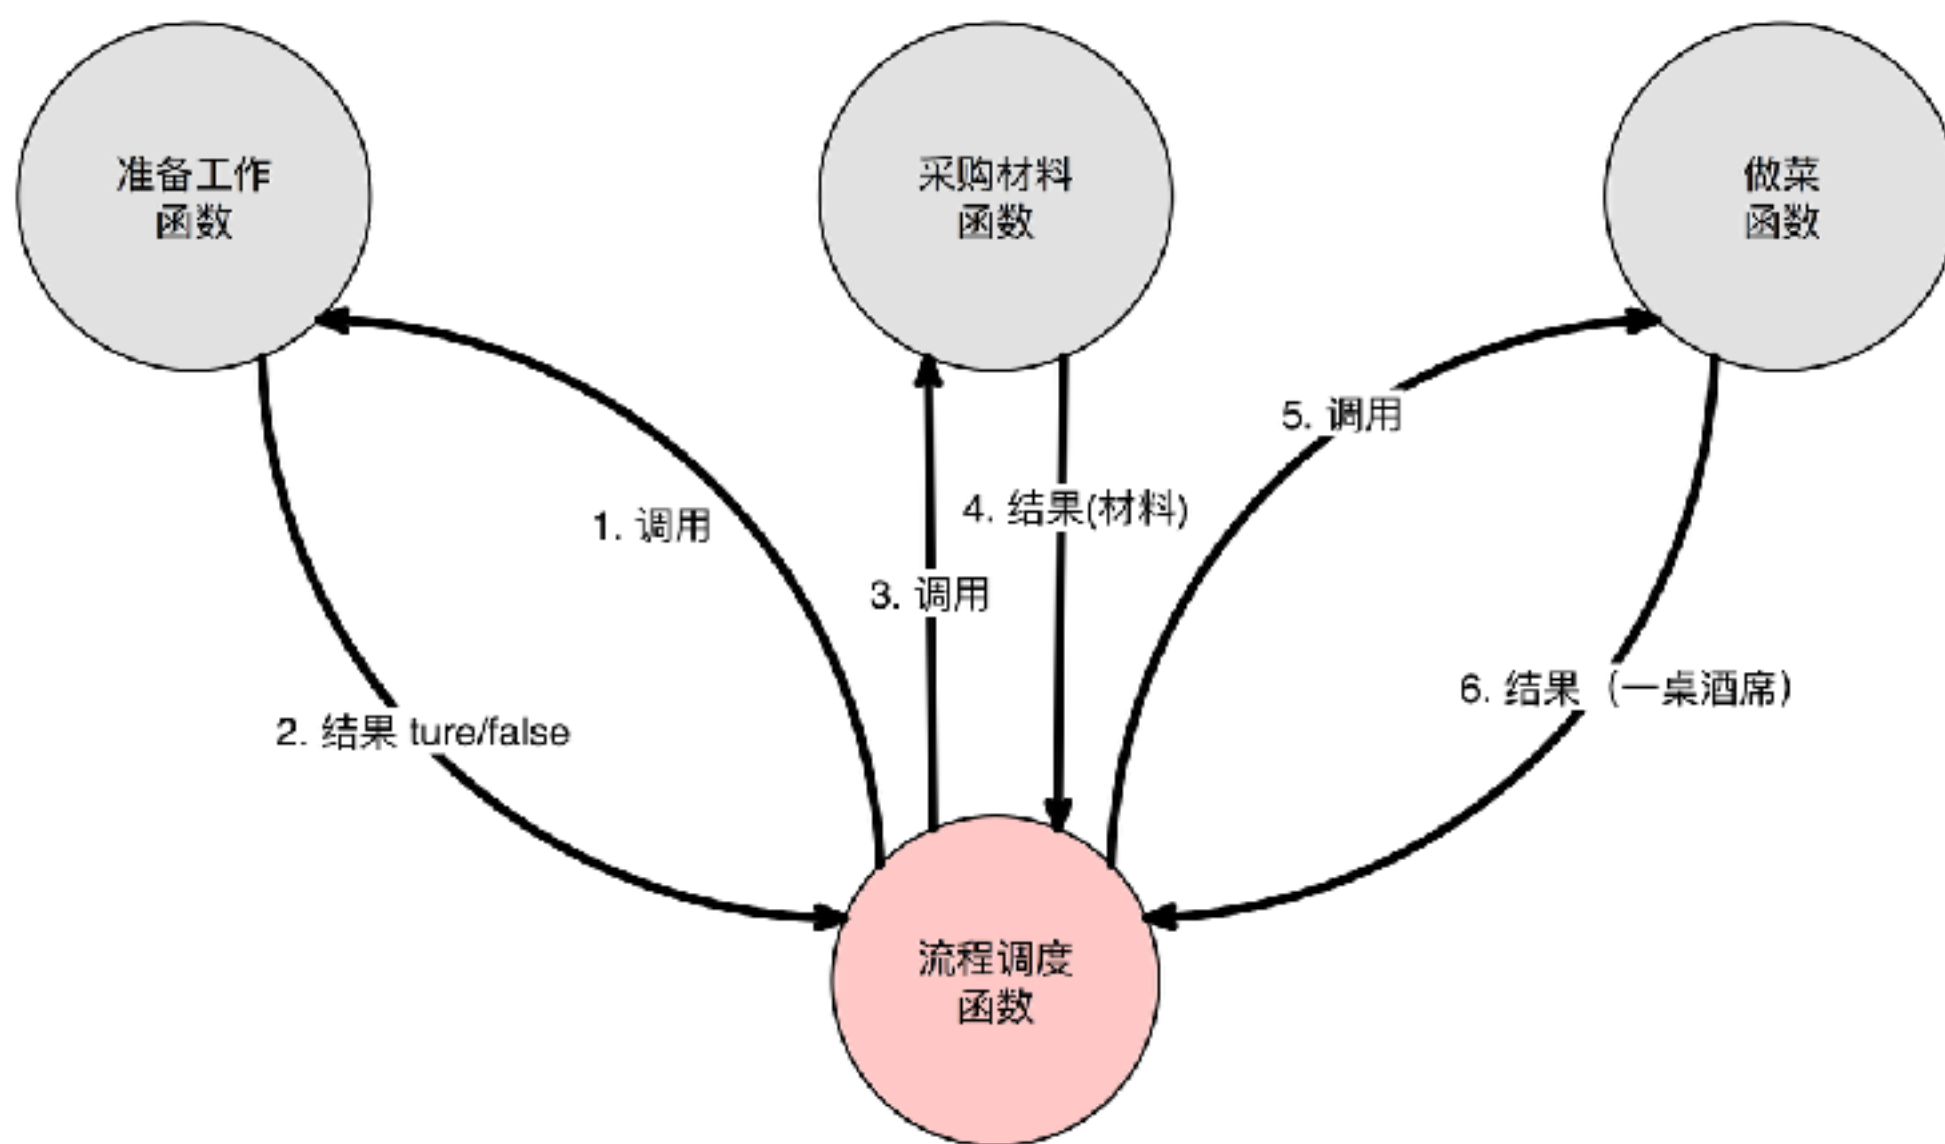 准备工作
函数
采购材料
函数
做菜
函数
5. 调用
4. 结果(材料)
1. 调用
3. 调用
6. 结果 （一桌酒席）
2. 结果 ture/false
流程调度
函数